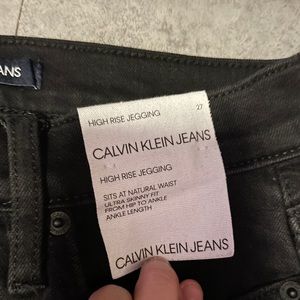 EANS
HIGH RISE JEGGING 27
CALVIN KLEIN JEANS
HIGH RISE JEGGING
SITS AT NATURAL WAIST
ULTRA SKINNY FIT
FROM HIP TO ANKLE
ANKLE LENGTH
CALVIN KLEIN JEANS